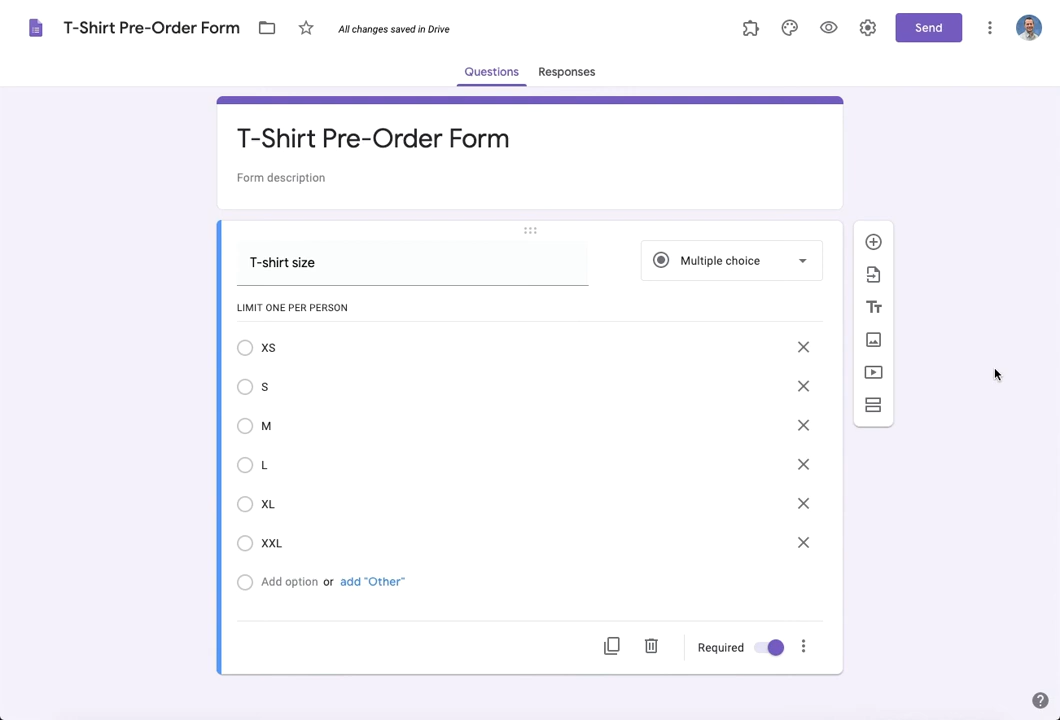 T-Shirt Pre-Order Form
All changes saved in Drive
Send
Questions
Responses
T-Shirt Pre-Order Form
Form description
T-shirt size
Multiple choice
LIMIT ONE PER PERSON
XS
S
M
L
XL
XXL
Add option or add "Other"
Required